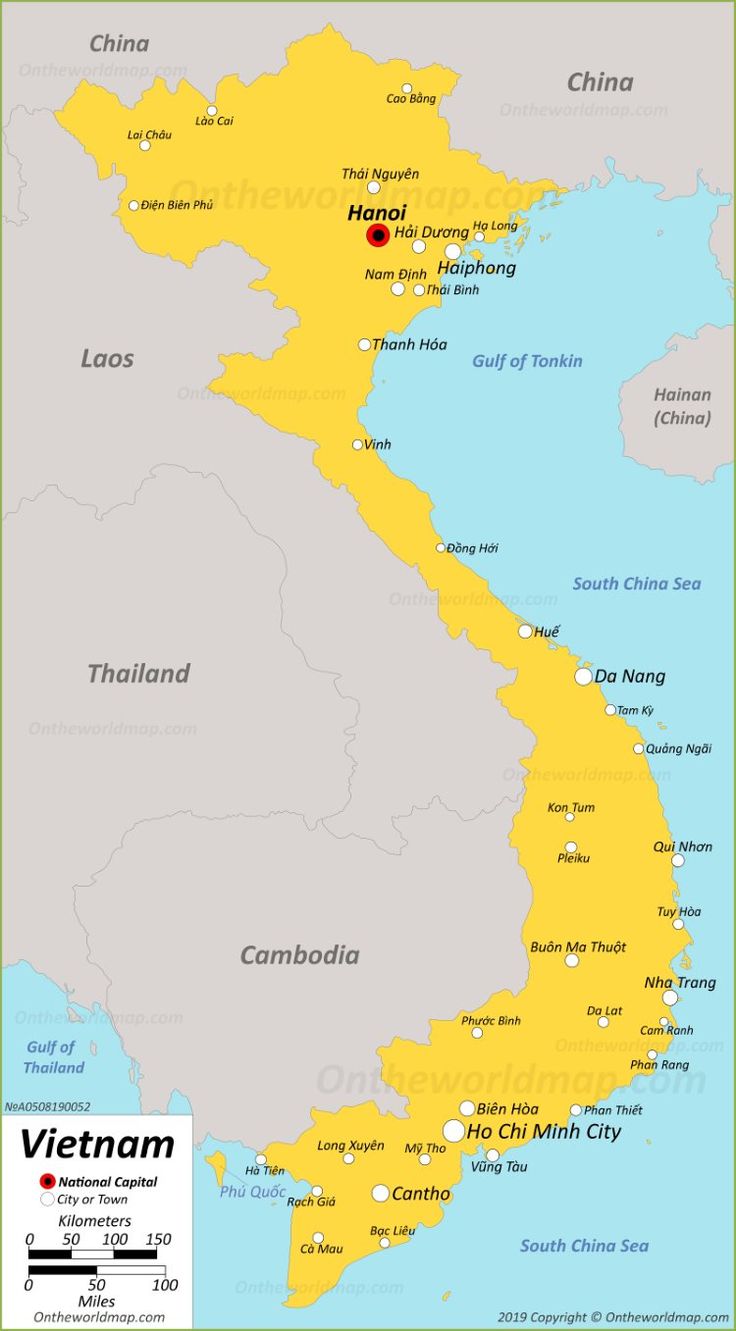 China
Ontheworldmap.com
China
Ontheworldmap.com
Cao Bằng
Lào Cai
Lai Châu
Thái Nguyên
Ontheworldmap.com
Điện Biên Phủ
Hanoi
Hạ Long
Hải Dương
Haiphong
Nam Định
Thái Bình
Thanh Hóa
Laos
Gulf of Tonkin
Ontheworldmap.com
Hainan
(China)
Vinh
Đồng Hới
South China Sea
Ontheworldmap.com
Huế
Thailand
Da Nang
Tam Kỳ
Ontheworldmap.com
Quảng Ngãi
Ontheworldmap.com
Kon Tum
Qui Nhơn
Pleiku
Tuy Hòa
Buôn Ma Thuột
Cambodia
Nha Trang
Ontheworldmap.com
Phước Bình
Da Lat
Cam Ranh
Gulf of
Thailand
Ontheworldmap.com
Phan Rang
Ontheworldmap.com
№A0508190052
Biên Hòa
Phan Thiết
Ho Chi Minh City
Vietnam
Long Xuyên
Mỹ Tho
Vũng Tàu
Hà Tiên
National Capital
Phú Quốc
Cantho
City or Town
Rạch Giá
Kilometers
0 50 100 150
Bạc Liêu
Cà Mau
South China Sea
0 50 100
Miles
Ontheworldmap.com
Ontheworldmap.com
2019 Copyright © Ontheworldmap.com